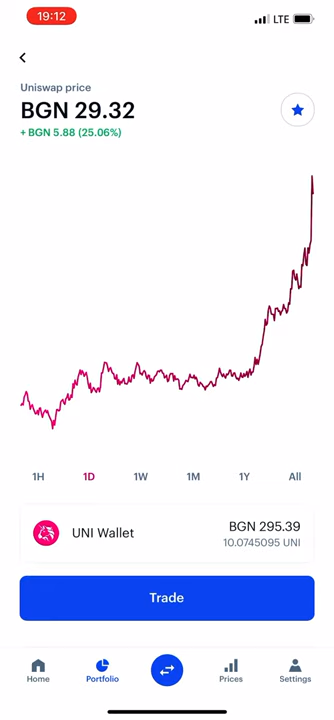 19:12
LTE
Uniswap price
BGN 29.32
+ BGN 5.88 (25.06%)
1H 1D 1W 1M 1Y All
UNI Wallet BGN 295.39
10.0745095 UNI
Trade
Home Portfolio Prices Settings